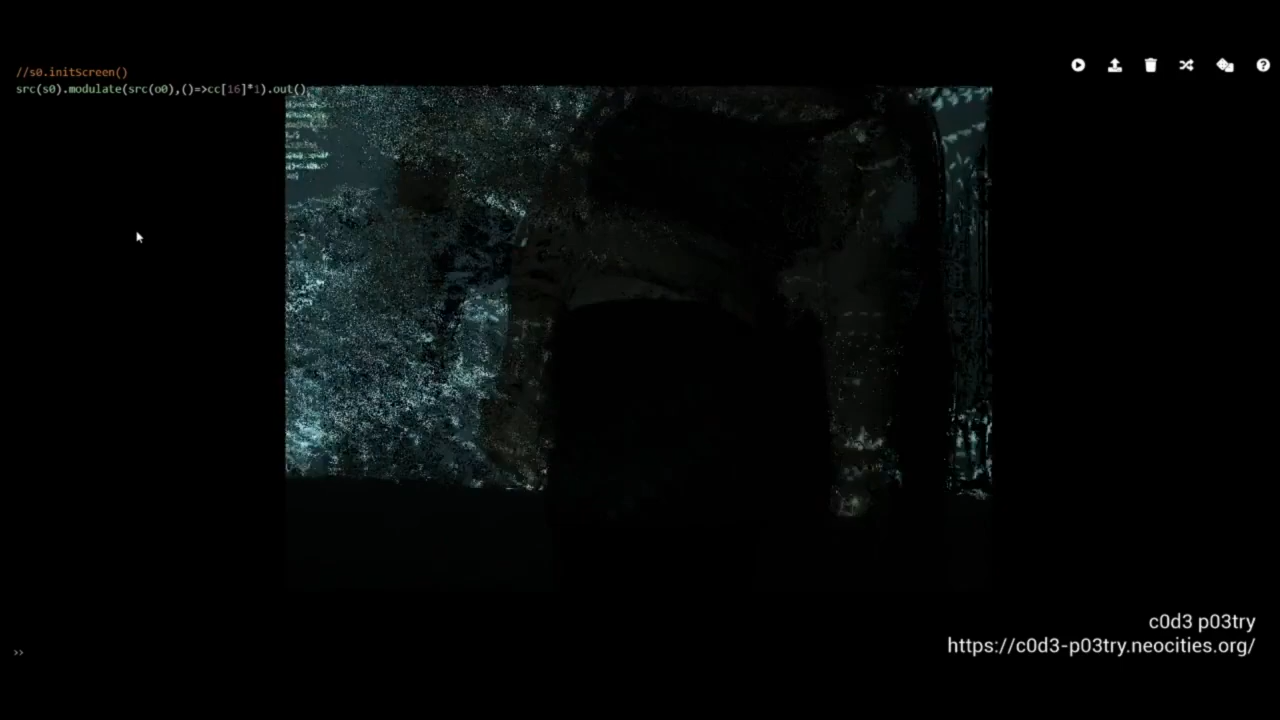 //s0.initScreen()
src(s0).modulate(src(o0),()=>cc[16]*1).out()
c0d3 p03try
https://c0d3-p03try.neocities.org/
>>